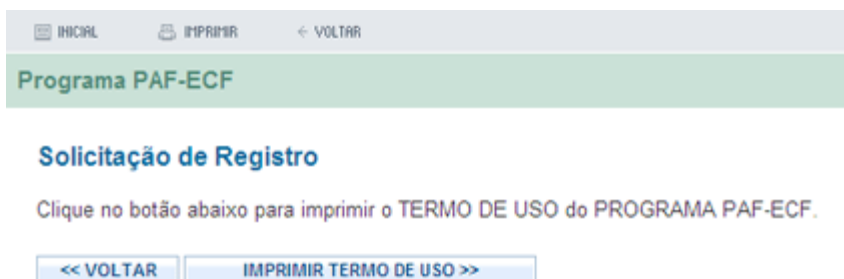 INICIAL IMPRIMIR ← VOLTAR
Programa PAF-ECF
Solicitação de Registro
Clique no botão abaixo para imprimir o TERMO DE USO do PROGRAMA PAF-ECF.
<< VOLTAR IMPRIMIR TERMO DE USO >>